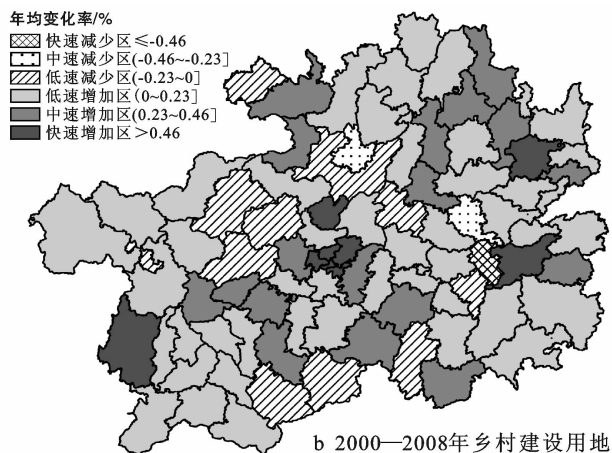 年均变化率/%
快速减少区≤-0.46
中速减少区(-0.46~-0.23]
低速减少区(-0.23~0]
低速增加区(0~0.23]
中速增加区(0.23~0.46]
快速增加区＞0.46
b 2000—2008年乡村建设用地